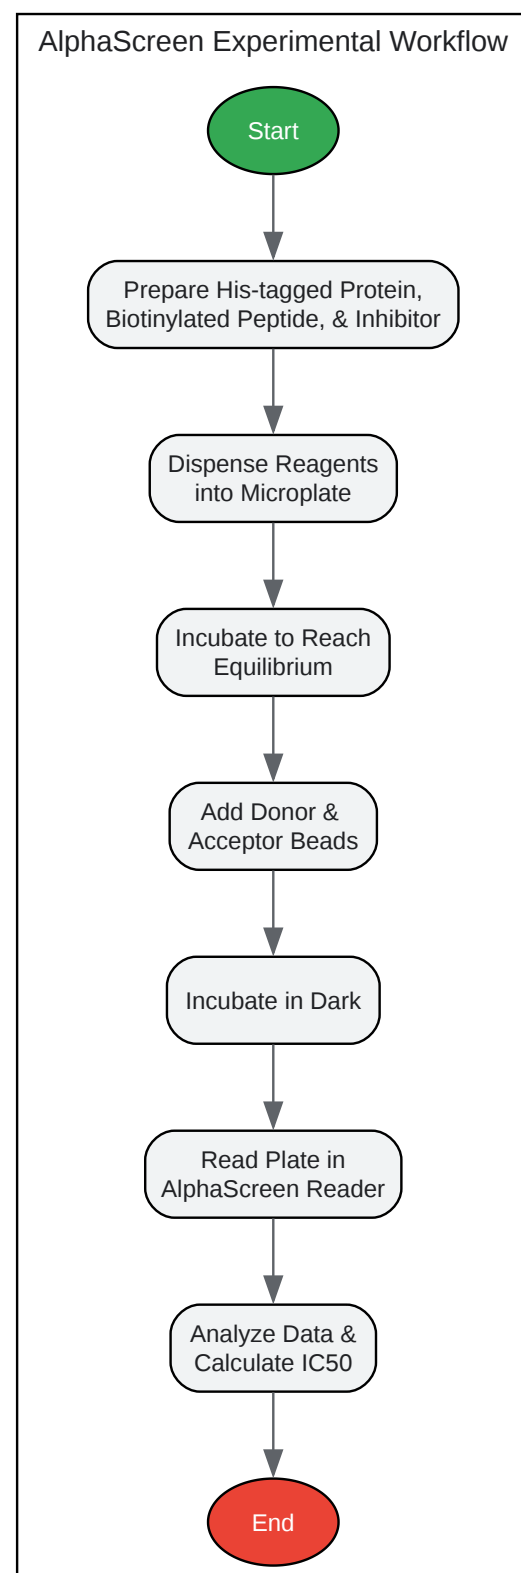 AlphaScreen Experimental Workflow
Start
Prepare His-tagged Protein,
Biotinylated Peptide, & Inhibitor
Dispense Reagents
into Microplate
Incubate to Reach
Equilibrium
Add Donor &
Acceptor Beads
Incubate in Dark
Read Plate in
AlphaScreen Reader
Analyze Data &
Calculate IC50
End